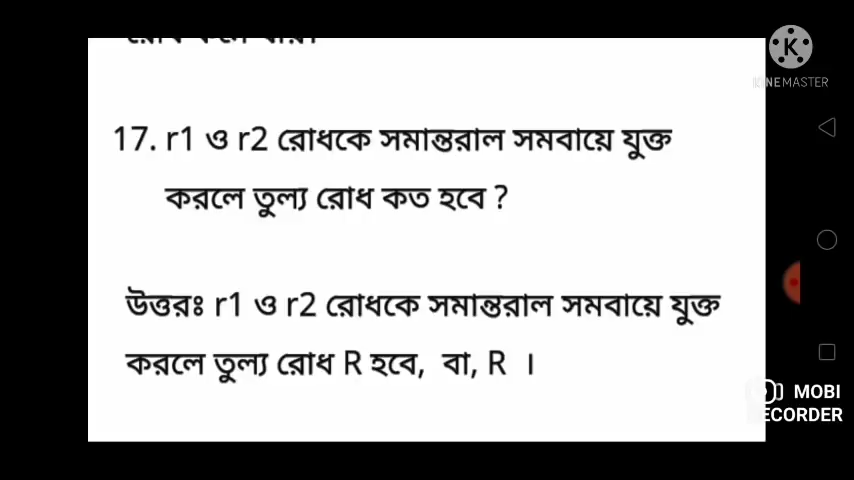 17. r1 ও r2 রোধকে সমান্তরাল সমবায়ে যুক্ত
করলে তুল্য রোধ কত হবে ?
উত্তরঃ r1 ও r2 রোধকে সমান্তরাল সমবায়ে যুক্ত
করলে তুল্য রোধ R হবে, বা, R ।
K
KINEMASTER
MOBI
ECORDER